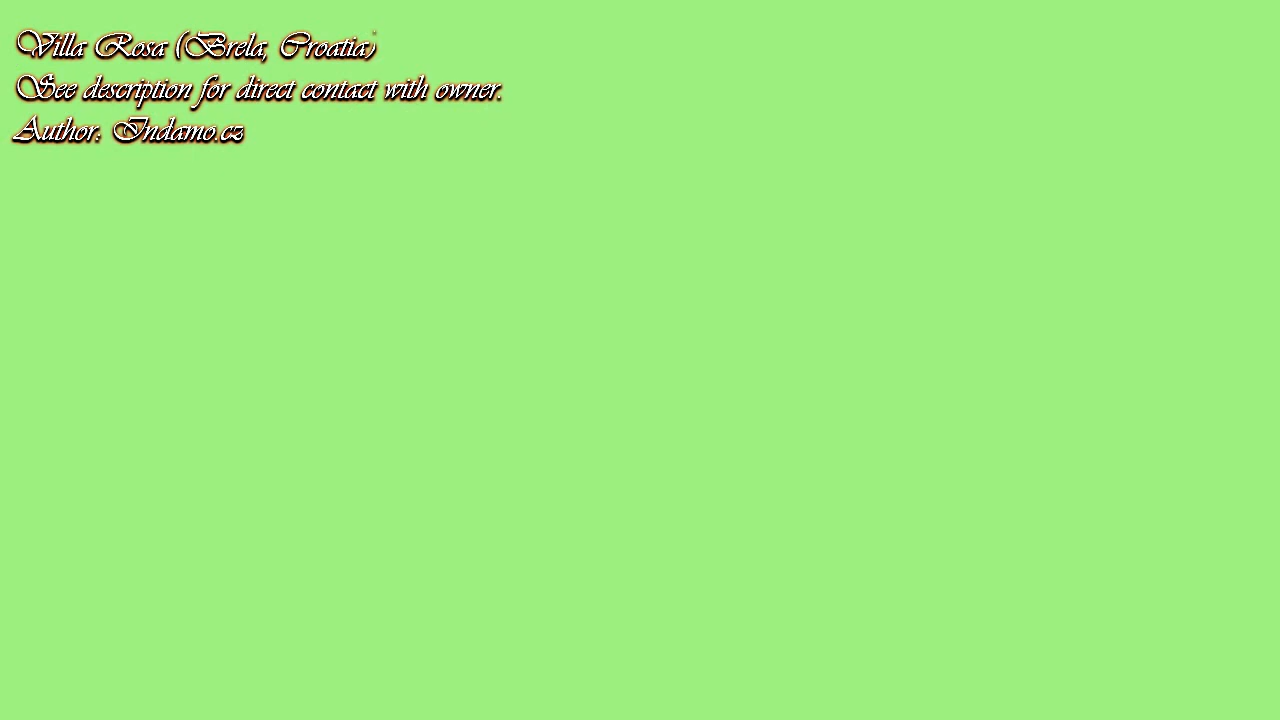 Villa Rosa (Brela, Croatia)
See description for direct contact with owner.
Author: Indamo.cz